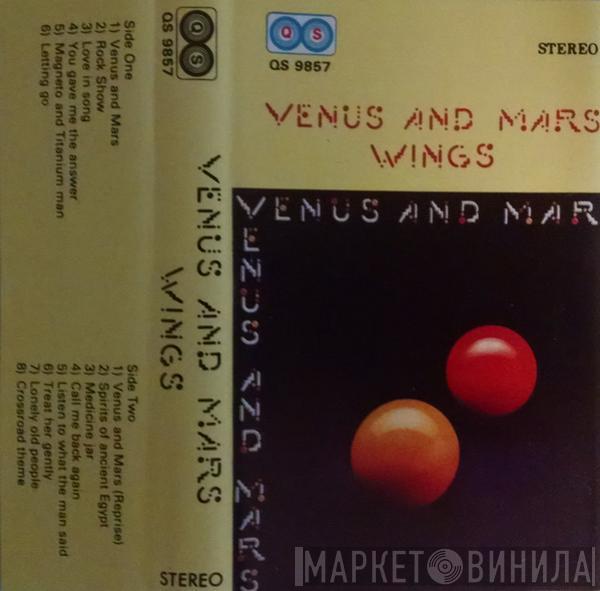 Side One
1) Venus and Mars
2) Rock Show
3) Love in song
4) You gave me the answer
5) Magneto and Titanium man
6) Letting go
Side Two
1) Venus and Mars (Reprise)
2) Spirits of ancient Egypt
3) Medicine jar
4) Call me back again
5) Listen to what the man said
6) Treat her gently
7) Lonely old people
8) Crossroad theme
QS
QS 9857
VENUS AND MARS
WINGS
STEREO
QS
QS 9857
STEREO
VENUS AND MARS
WINGS
VENUS AND MAR
VENUS AND MARS
МАРКЕТ ВИНИЛА